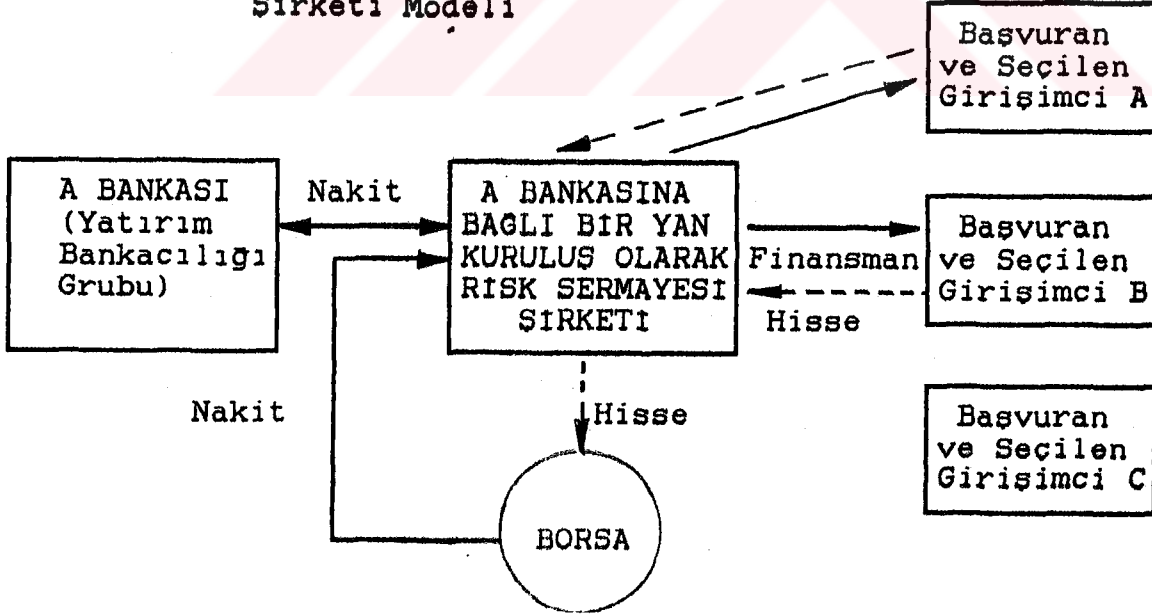 Şirketi Modeli
Başvuran
ve Seçilen
Girişimci A
A BANKASI
(Yatırım
Bankacılığı
Grubu)
Nakit
A BANKASINA
BAĞLI BİR YAN
KURULUŞ OLARAK
RİSK SERMAYESİ
ŞİRKETİ
Finansman
Hisse
Başvuran
ve Seçilen
Girişimci B
Nakit
Hisse
Başvuran
ve Seçilen
Girişimci C
BORSA